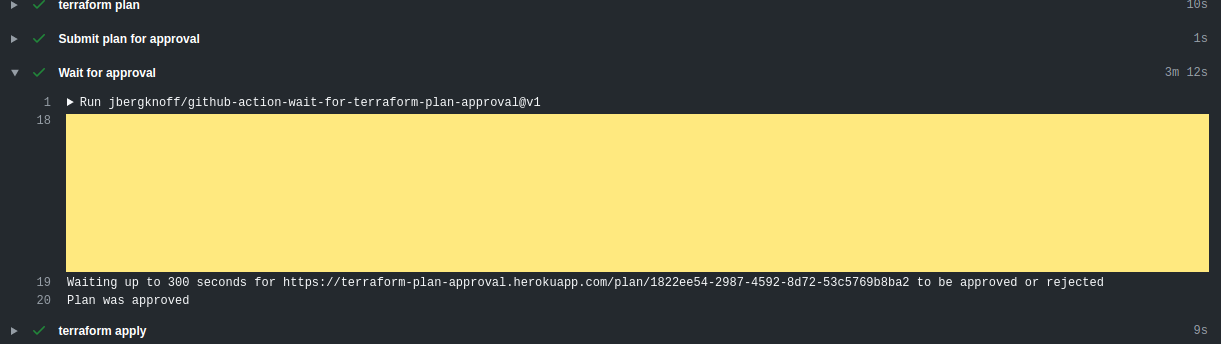 terraform plan 10s
Submit plan for approval 1s
Wait for approval 3m 12s
1 Run jbergknoff/github-action-wait-for-terraform-plan-approval@v1
18
19 Waiting up to 300 seconds for https://terraform-plan-approval.herokuapp.com/plan/1822ee54-2987-4592-8d72-53c5769b8ba2 to be approved or rejected
20 Plan was approved
terraform apply 9s